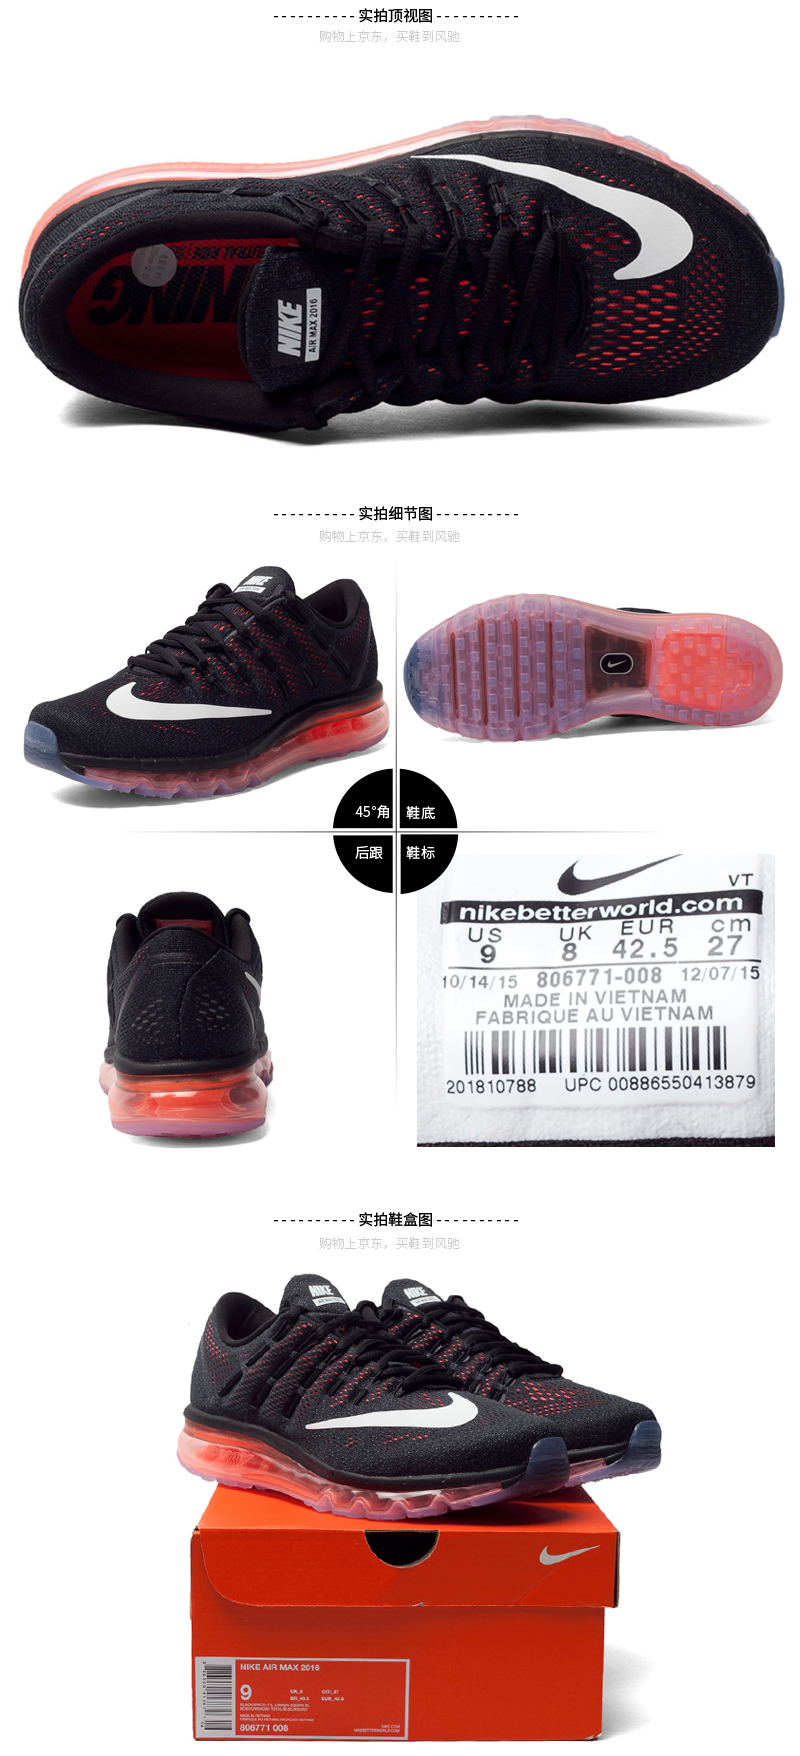 实拍顶视图
购物上京东，买鞋到风驰
NIKE
AIR MAX 2016
实拍细节图
购物上京东，买鞋到风驰
NIKE
45°角
鞋底
后跟
鞋标
VT
nikebetterworld.com
US UK EUR cm
9 8 42.5 27
10/14/15 806771-008 12/07/15
MADE IN VIETNAM
FABRIQUE AU VIETNAM
201810788 UPC 00886550413879
实拍鞋盒图
购物上京东，买鞋到风驰
NIKE
NIKE
NIKE AIR MAX 2016
9
806771 008